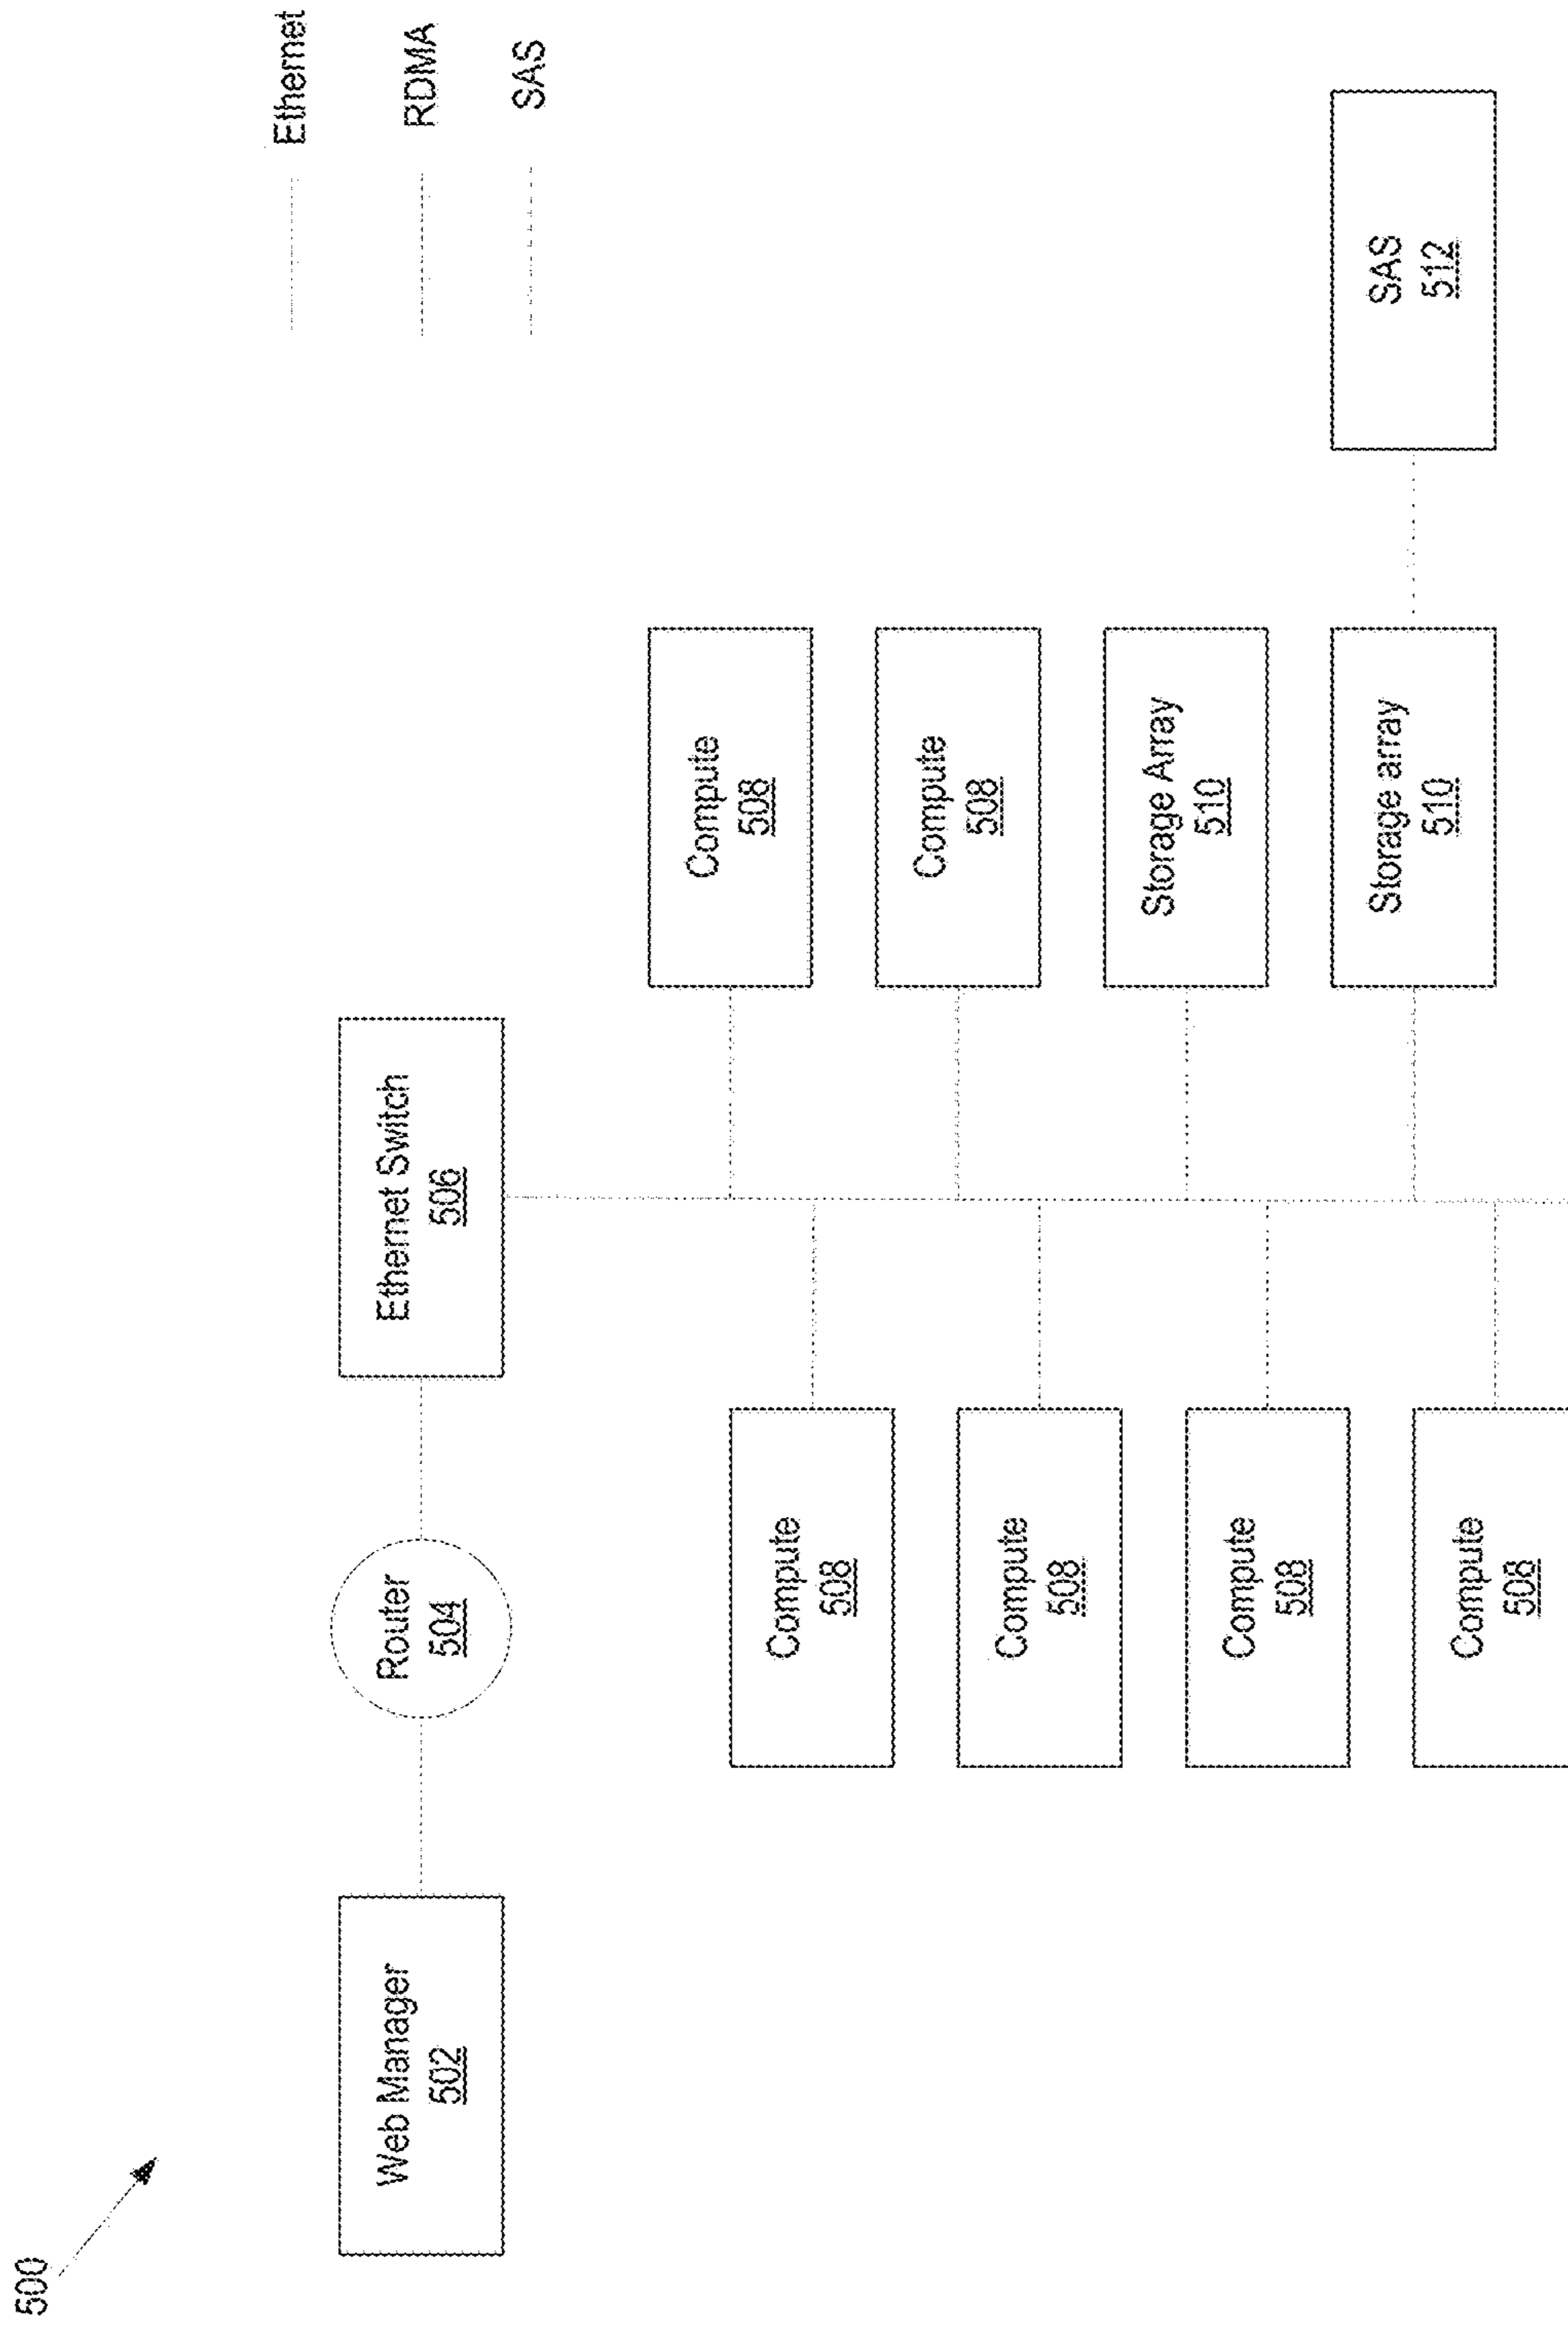 500
Ethernet
RDMA
SAS
Web Manager
502
Router
504
Ethernet Switch
506
Compute
508
Compute
508
Compute
508
Compute
508
Compute
508
Compute
508
Storage Array
510
Storage array
510
SAS
512